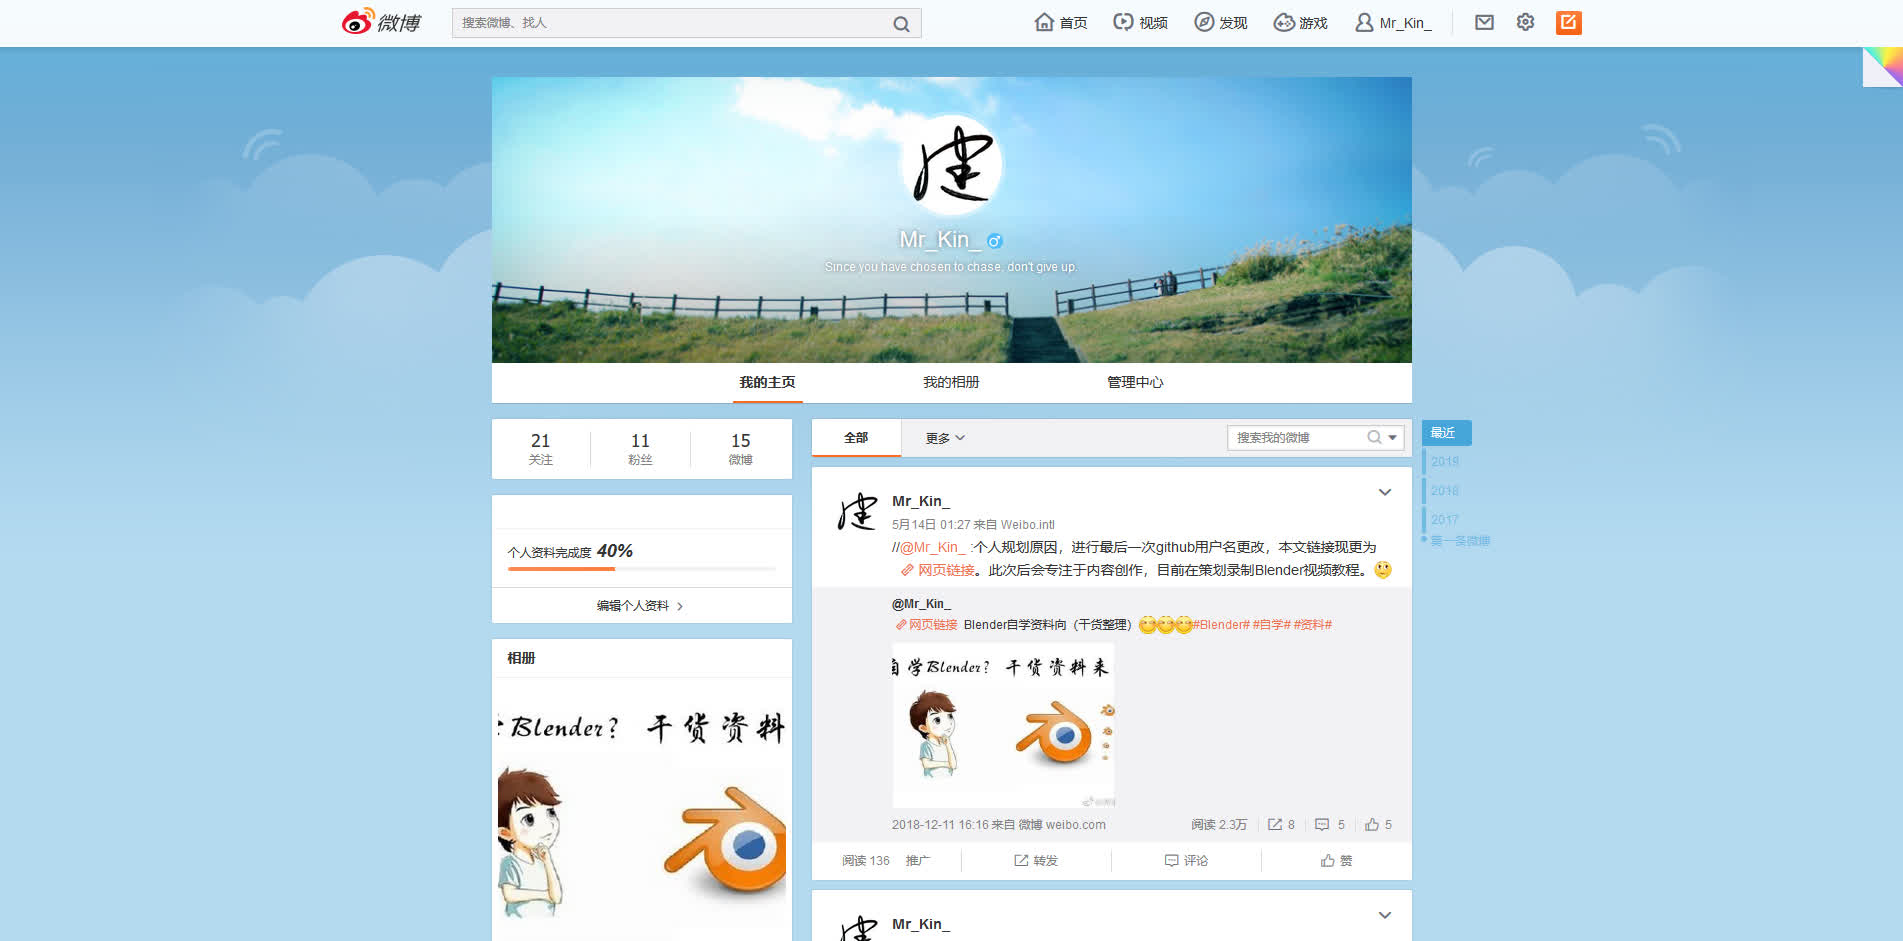 微博
搜索微博、找人
首页
视频
发现
游戏
Mr_Kin_
Mr_Kin_
Since you have chosen to chase, don't give up.
我的主页
我的相册
管理中心
21
关注
11
粉丝
15
微博
个人资料完成度 40%
编辑个人资料
相册
Blender? 干货资料
全部
更多
搜索我的微博
最近
2019
2018
2017
第一条微博
Mr_Kin_
5月14日 01:27 来自 Weibo.intl
//@Mr_Kin_ :个人规划原因，进行最后一次github用户名更改，本文链接现更为
网页链接。此次后会专注于内容创作，目前在策划录制Blender视频教程。
@Mr_Kin_
网页链接 Blender自学资料向（干货整理）#Blender# #自学# #资料#
自学Blender? 干货资料来
2018-12-11 16:16 来自 微博 weibo.com
阅读 2.3万
8
5
5
阅读 136
推广
转发
评论
赞
Mr_Kin_